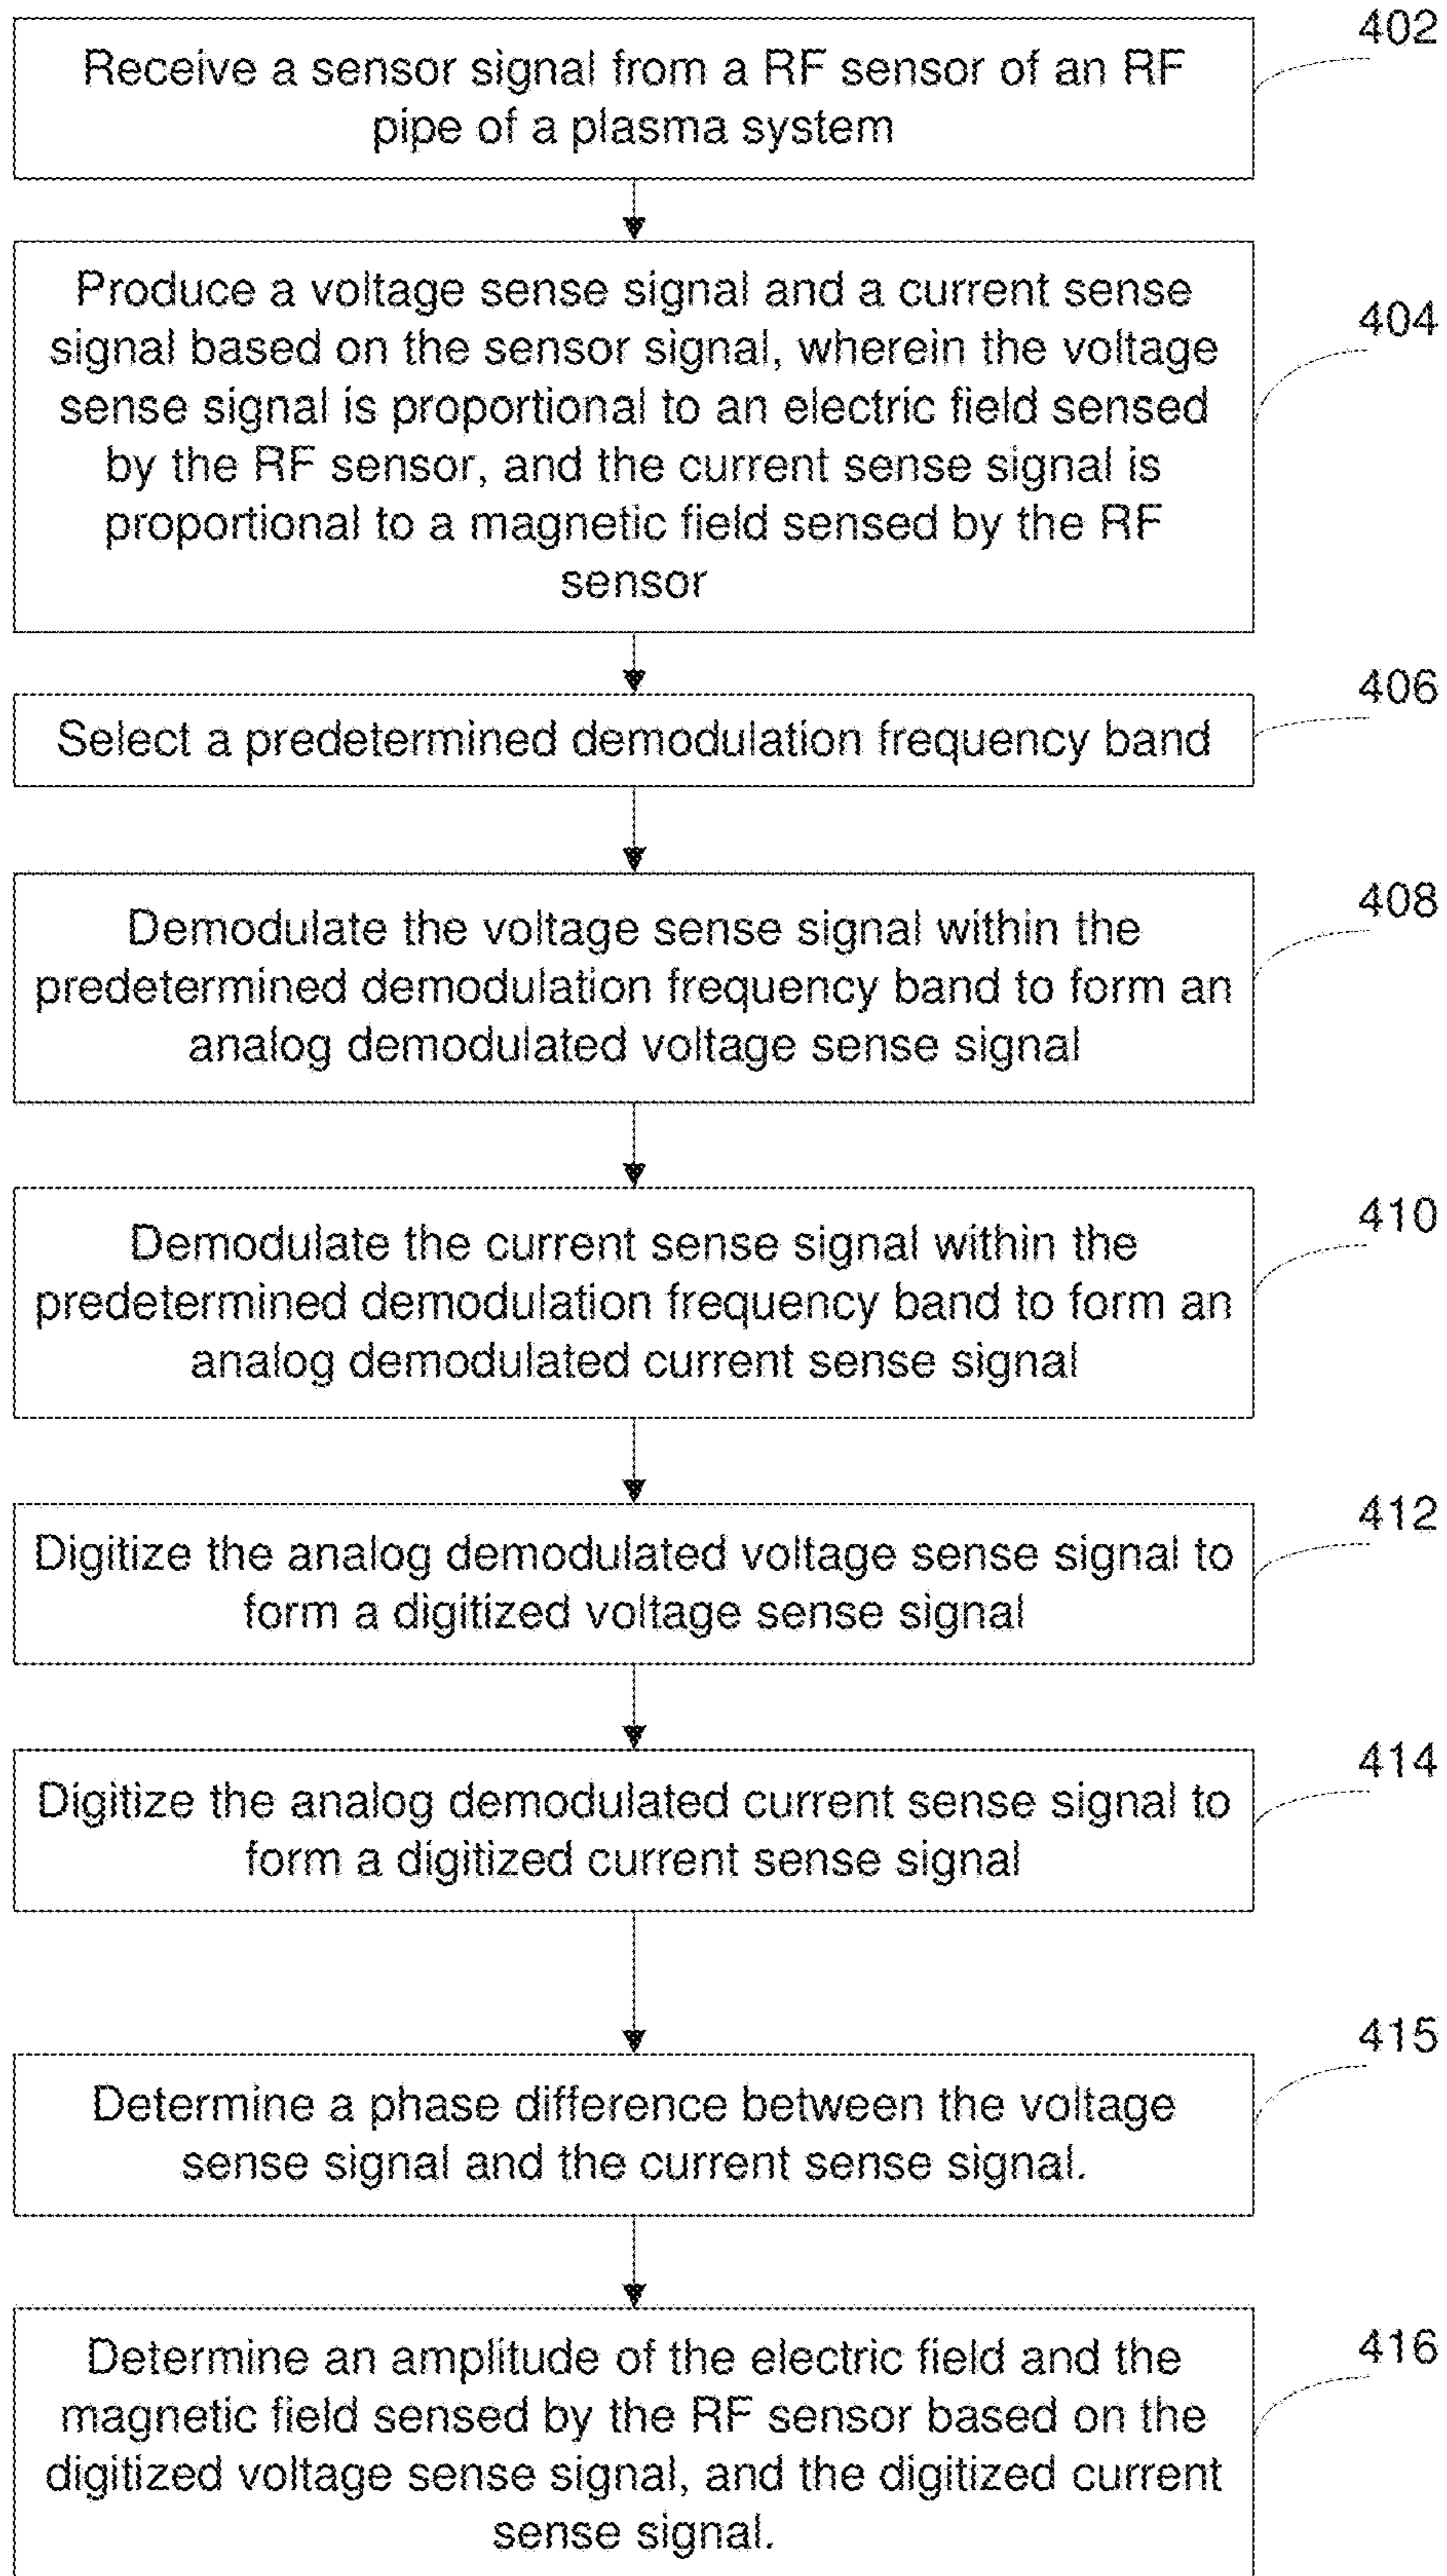 402
Receive a sensor signal from a RF sensor of an RF
pipe of a plasma system
404
Produce a voltage sense signal and a current sense
signal based on the sensor signal, wherein the voltage
sense signal is proportional to an electric field sensed
by the RF sensor, and the current sense signal is
proportional to a magnetic field sensed by the RF
sensor
406
Select a predetermined demodulation frequency band
408
Demodulate the voltage sense signal within the
predetermined demodulation frequency band to form an
analog demodulated voltage sense signal
410
Demodulate the current sense signal within the
predetermined demodulation frequency band to form an
analog demodulated current sense signal
412
Digitize the analog demodulated voltage sense signal to
form a digitized voltage sense signal
414
Digitize the analog demodulated current sense signal to
form a digitized current sense signal
415
Determine a phase difference between the voltage
sense signal and the current sense signal.
416
Determine an amplitude of the electric field and the
magnetic field sensed by the RF sensor based on the
digitized voltage sense signal, and the digitized current
sense signal.